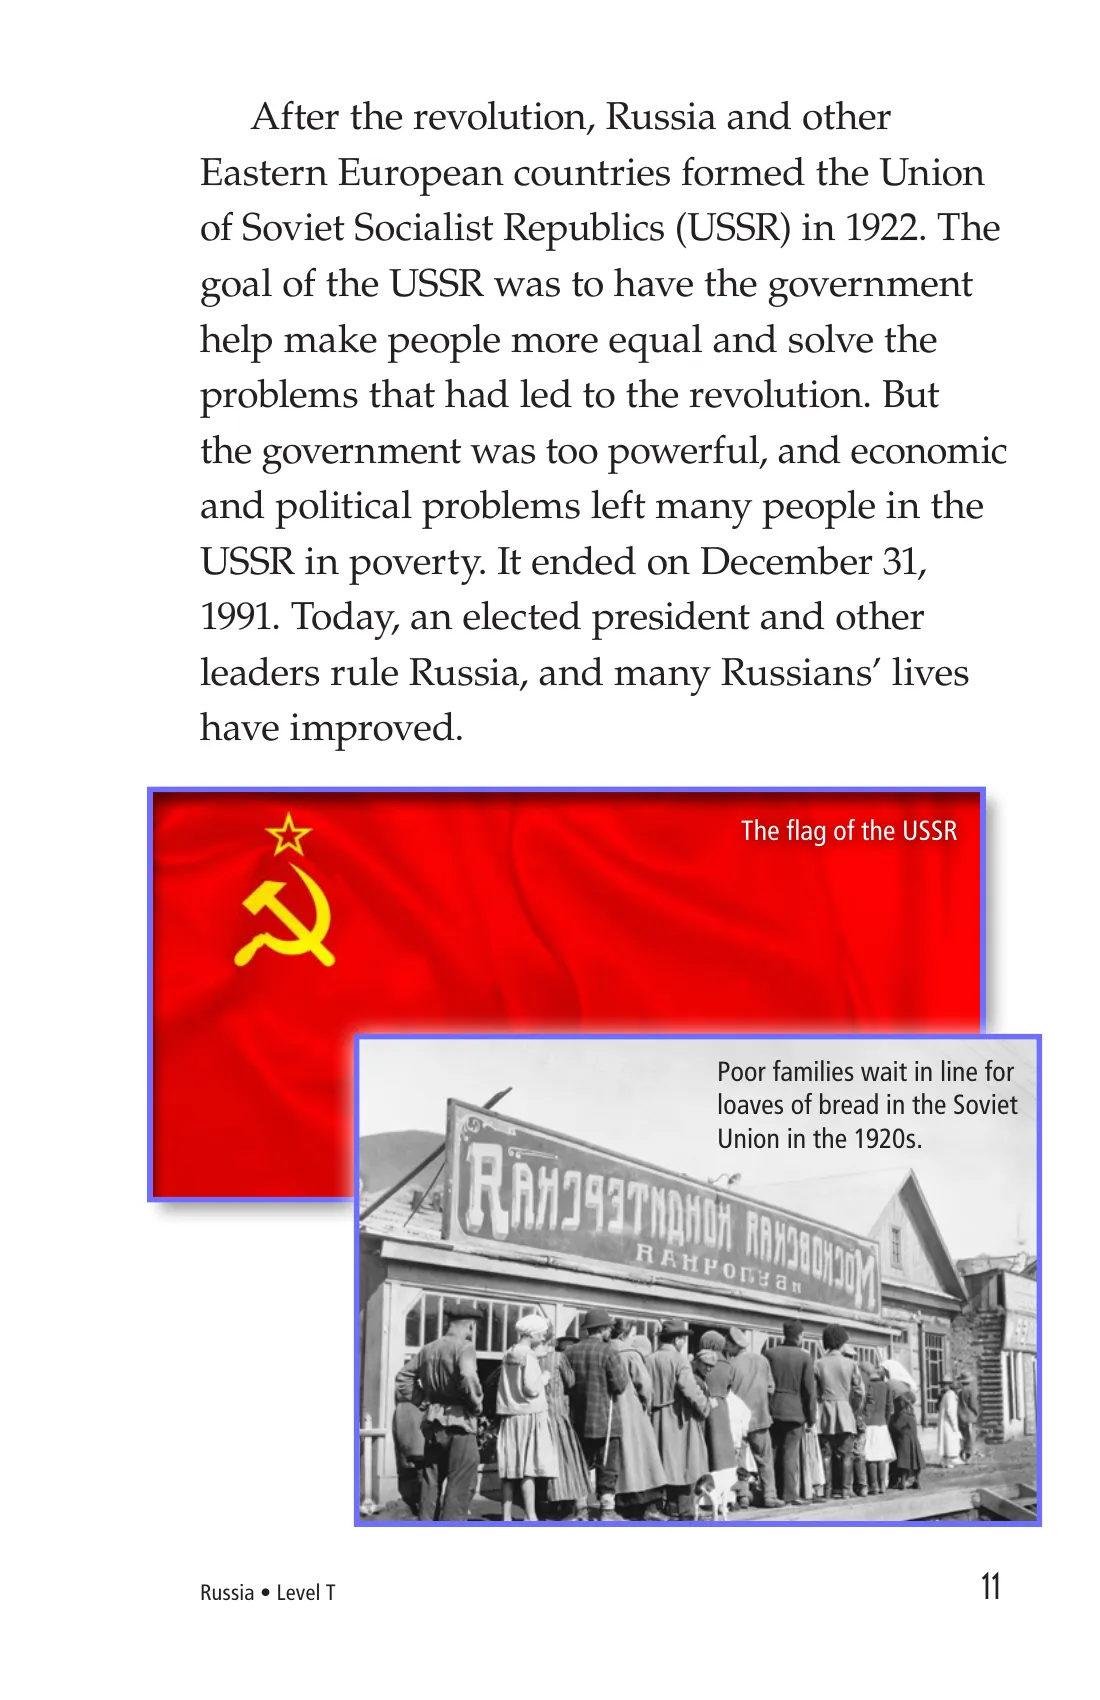 After the revolution, Russia and other
Eastern European countries formed the Union
of Soviet Socialist Republics (USSR) in 1922. The
goal of the USSR was to have the government
help make people more equal and solve the
problems that had led to the revolution. But
the government was too powerful, and economic
and political problems left many people in the
USSR in poverty. It ended on December 31,
1991. Today, an elected president and other
leaders rule Russia, and many Russians’ lives
have improved.
The flag of the USSR
Poor families wait in line for
loaves of bread in the Soviet
Union in the 1920s.
МОСКОВСКАЯ КОНДИТЕРСКАЯ
и БУЛОЧНАЯ
Russia • Level T
11